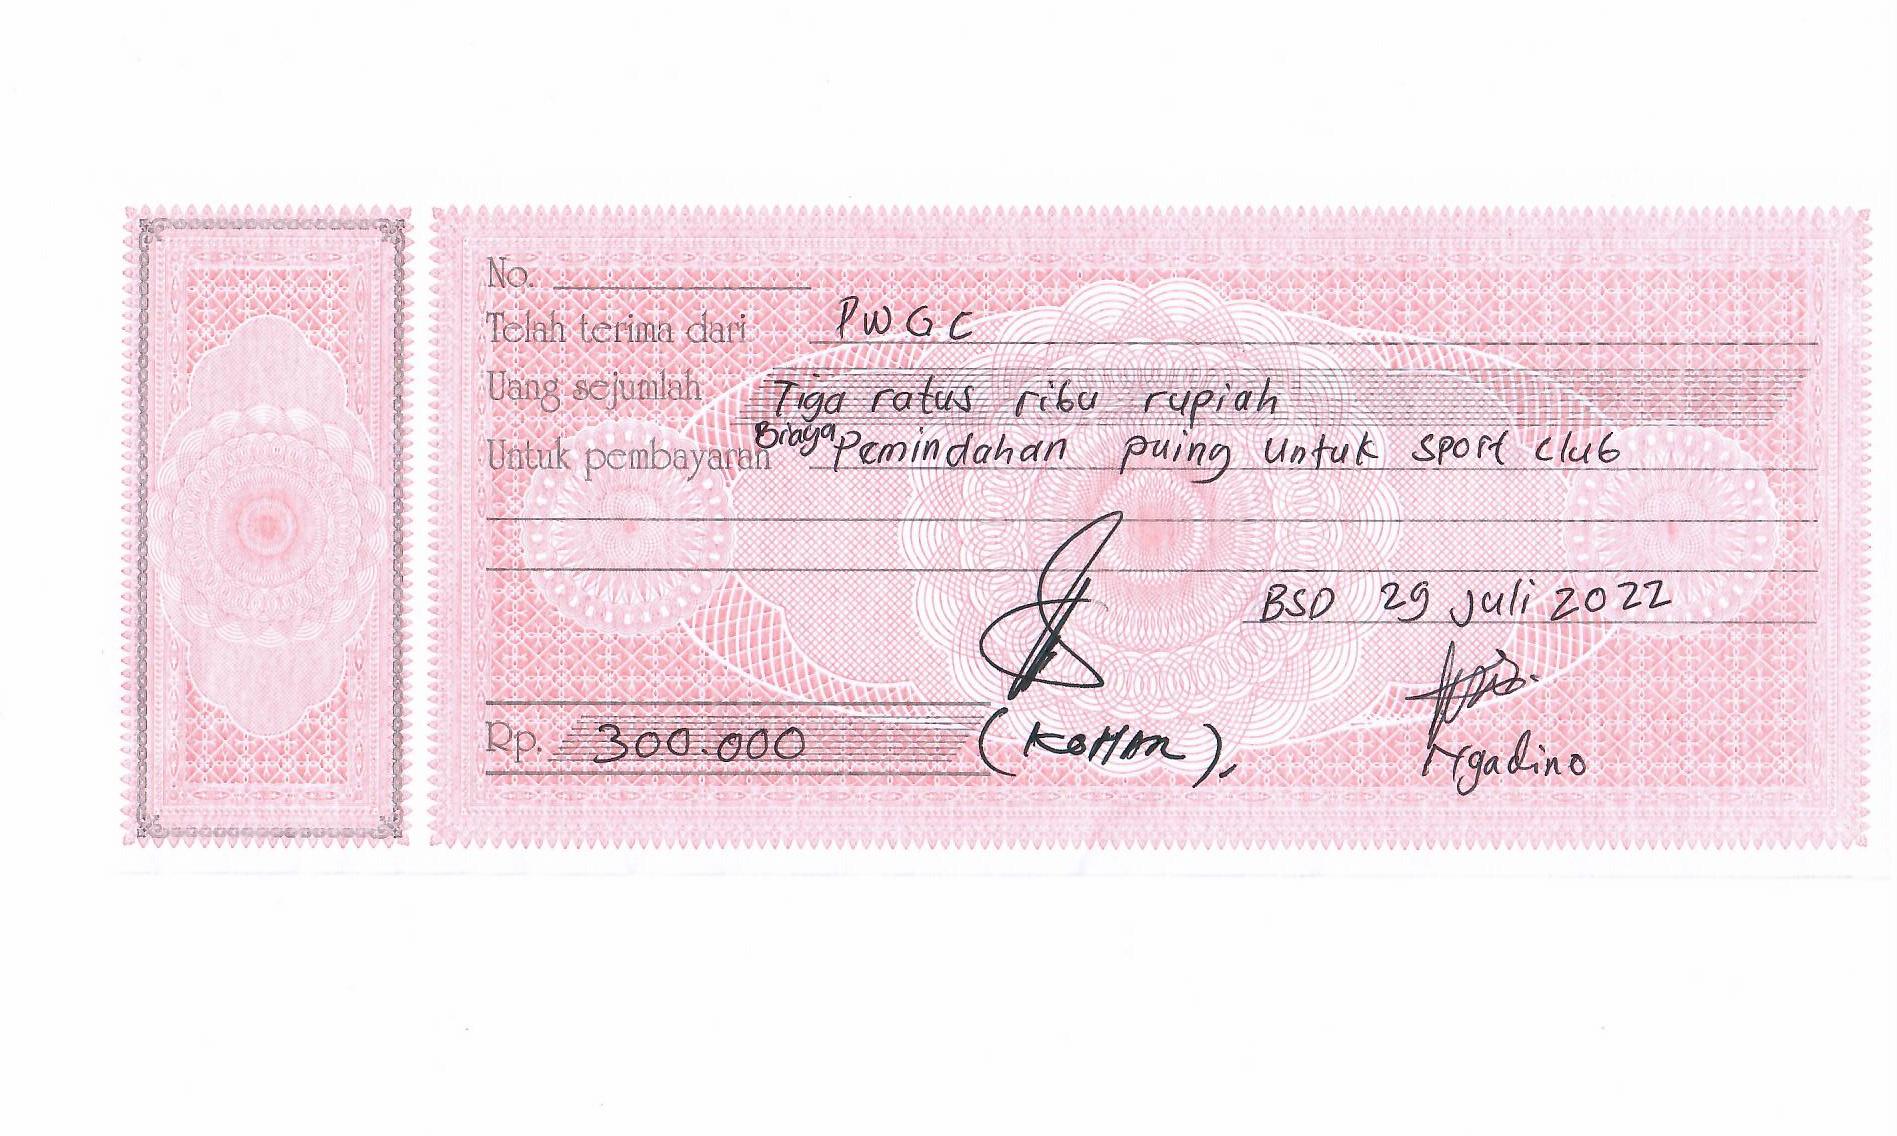 No.
Telah terima dari PWGC
Uang sejumlah Tiga ratus ribu rupiah
Untuk pembayaran Biaya Pemindahan puing Untuk sport club
BSD 29 juli 2022
Rp. 300.000
Ngadino